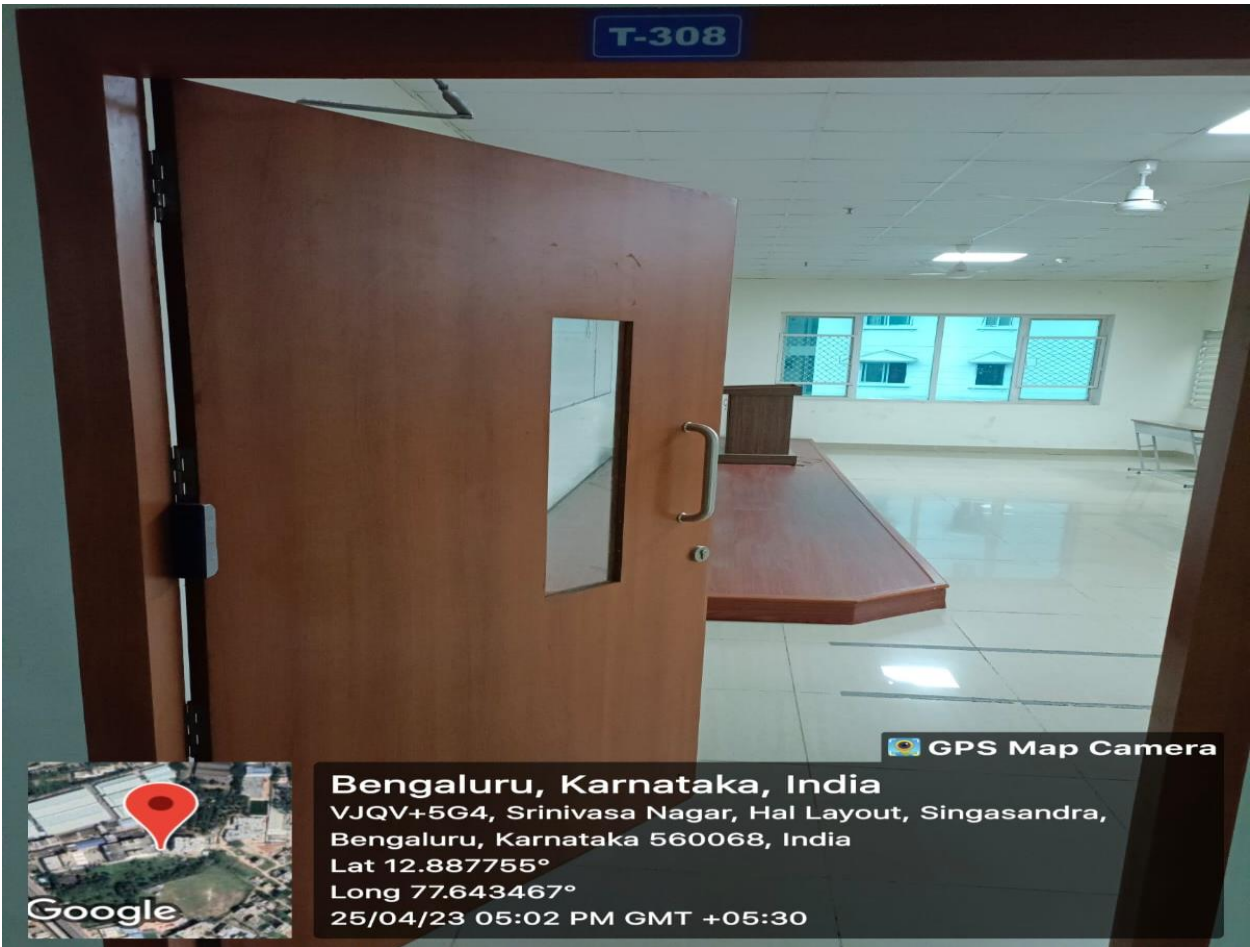 T-308
GPS Map Camera
Bengaluru, Karnataka, India
VJQV+5G4, Srinivasa Nagar, Hal Layout, Singasandra,
Bengaluru, Karnataka 560068, India
Lat 12.887755°
Long 77.643467°
25/04/23 05:02 PM GMT +05:30
Google